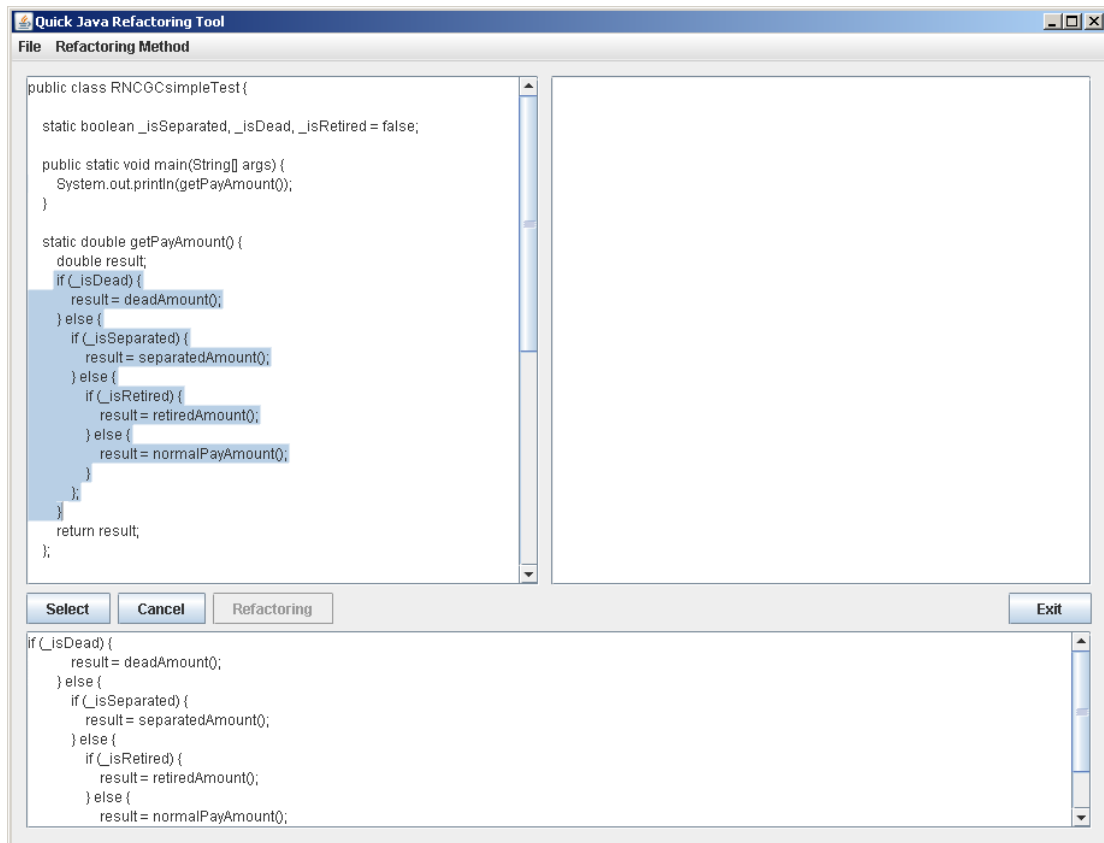 Quick Java Refactoring Tool
File Refactoring Method
public class RNCGCsimpleTest {
static boolean _isSeparated, _isDead, _isRetired = false;
public static void main(String[] args) {
System.out.println(getPayAmount());
}
static double getPayAmount() {
double result;
if (_isDead) {
result = deadAmount();
} else {
if (_isSeparated) {
result = separatedAmount();
} else {
if (_isRetired) {
result = retiredAmount();
} else {
result = normalPayAmount();
}
};
}
return result;
};
Select Cancel Refactoring Exit
if (_isDead) {
result = deadAmount();
} else {
if (_isSeparated) {
result = separatedAmount();
} else {
if (_isRetired) {
result = retiredAmount();
} else {
result = normalPayAmount();